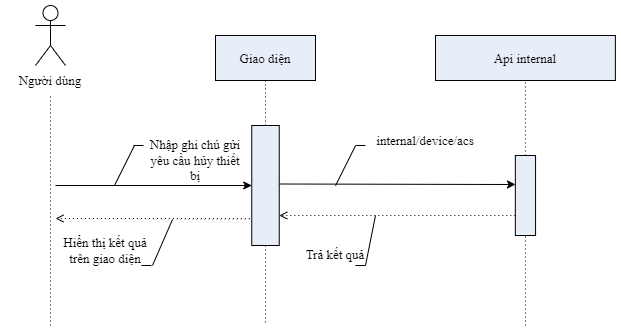 Người dùng
Giao diện
Api internal
Nhập ghi chú gửi
yêu cầu hủy thiết
bị
internal/device/acs
Hiển thị kết quả
trên giao diện
Trả kết quả